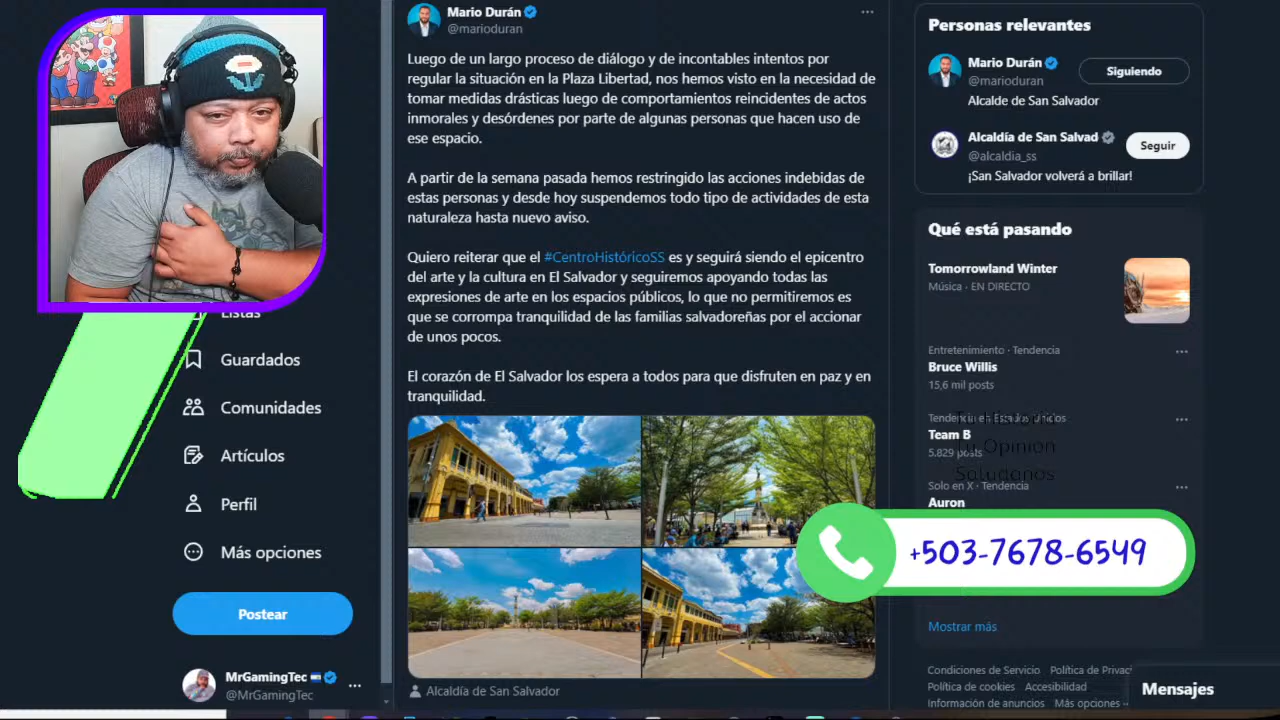 Mario Durán
@marioduran
Luego de un largo proceso de diálogo y de incontables intentos por
regular la situación en la Plaza Libertad, nos hemos visto en la necesidad de
tomar medidas drásticas luego de comportamientos reincidentes de actos
inmorales y desórdenes por parte de algunas personas que hacen uso de
ese espacio.
A partir de la semana pasada hemos restringido las acciones indebidas de
estas personas y desde hoy suspendemos todo tipo de actividades de esta
naturaleza hasta nuevo aviso.
Quiero reiterar que el #CentroHistóricoSS es y seguirá siendo el epicentro
del arte y la cultura en El Salvador y seguiremos apoyando todas las
expresiones de arte en los espacios públicos, lo que no permitiremos es
que se corrompa tranquilidad de las familias salvadoreñas por el accionar
de unos pocos.
El corazón de El Salvador los espera a todos para que disfruten en paz y en
tranquilidad.
Alcaldía de San Salvador
Listas
Guardados
Comunidades
Artículos
Perfil
Más opciones
Postear
MrGamingTec
@MrGamingTec
Personas relevantes
Mario Durán
@marioduran
Siguiendo
Alcalde de San Salvador
Alcaldía de San Salvad
@alcaldia_ss
Seguir
¡San Salvador volverá a brillar!
Qué está pasando
Tomorrowland Winter
Música · EN DIRECTO
Entretenimiento · Tendencia
Bruce Willis
15,6 mil posts
Tendencia en Estados Unidos
Team B
5.829 posts
Tu Opinion
Saludanos
Solo en X · Tendencia
Auron
+503-7678-6549
Mostrar más
Condiciones de Servicio Política de Privaci
Política de cookies Accesibilidad
Información de anuncios Más opciones ··
Mensajes